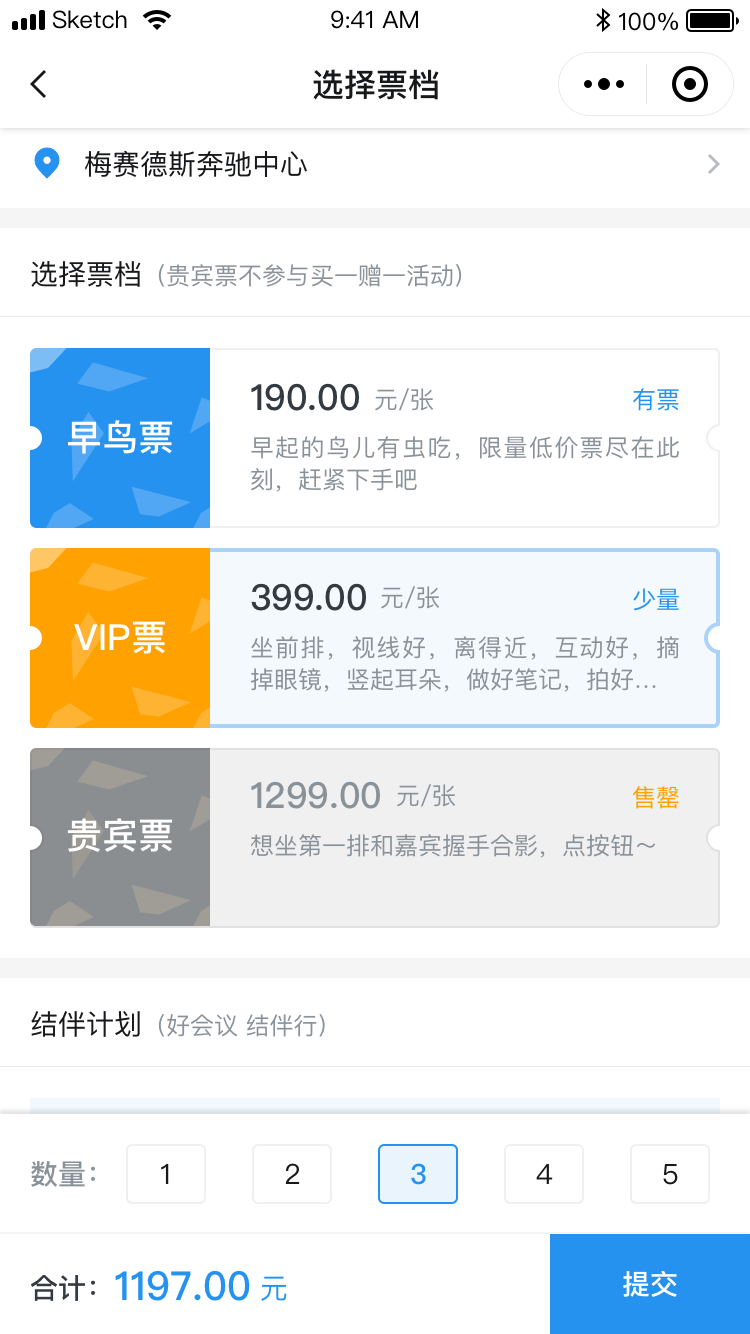 Sketch 9:41 AM 100%
选择票档
梅赛德斯奔驰中心
选择票档（贵宾票不参与买一赠一活动）
早鸟票
190.00 元/张 有票
早起的鸟儿有虫吃，限量低价票尽在此
刻，赶紧下手吧
VIP票
399.00 元/张 少量
坐前排，视线好，离得近，互动好，摘
掉眼镜，竖起耳朵，做好笔记，拍好...
贵宾票
1299.00 元/张 售罄
想坐第一排和嘉宾握手合影，点按钮～
结伴计划（好会议 结伴行）
数量： 1 2 3 4 5
合计：1197.00 元 提交